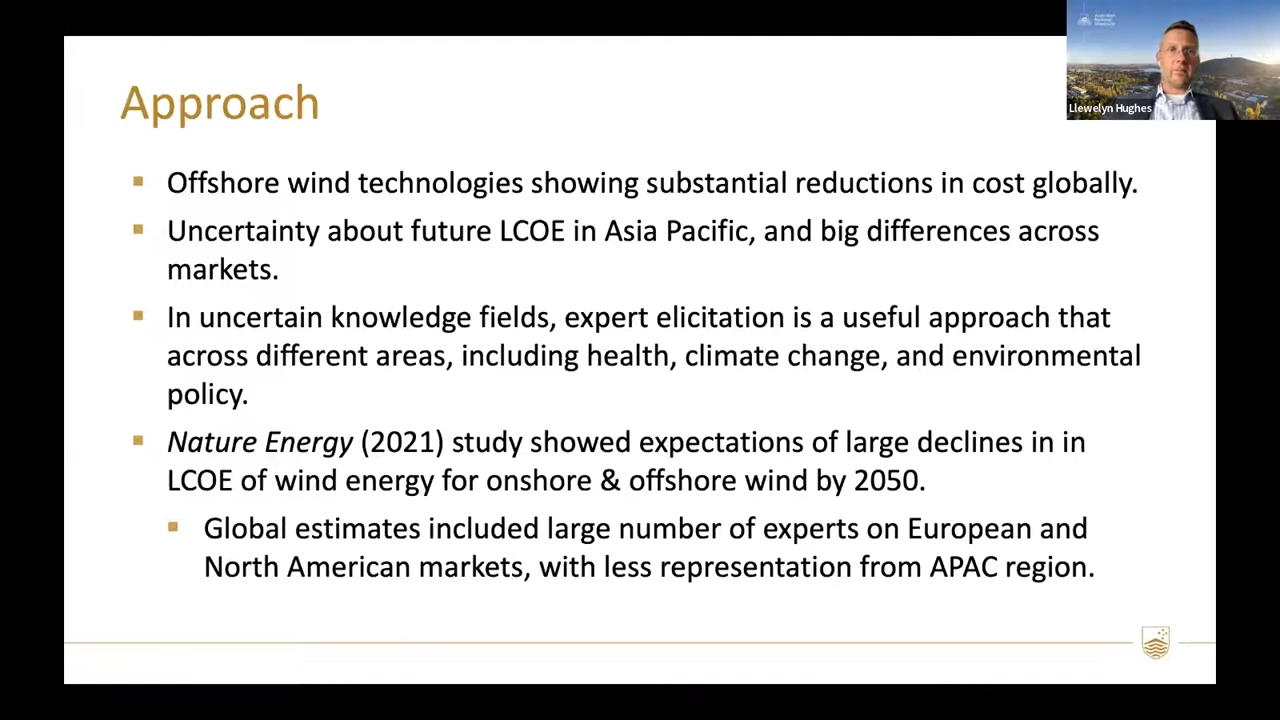 Approach
Australian
National
University
Llewelyn Hughes
▪ Offshore wind technologies showing substantial reductions in cost globally.
▪ Uncertainty about future LCOE in Asia Pacific, and big differences across
markets.
▪ In uncertain knowledge fields, expert elicitation is a useful approach that
across different areas, including health, climate change, and environmental
policy.
▪ Nature Energy (2021) study showed expectations of large declines in in
LCOE of wind energy for onshore & offshore wind by 2050.
▪ Global estimates included large number of experts on European and
North American markets, with less representation from APAC region.